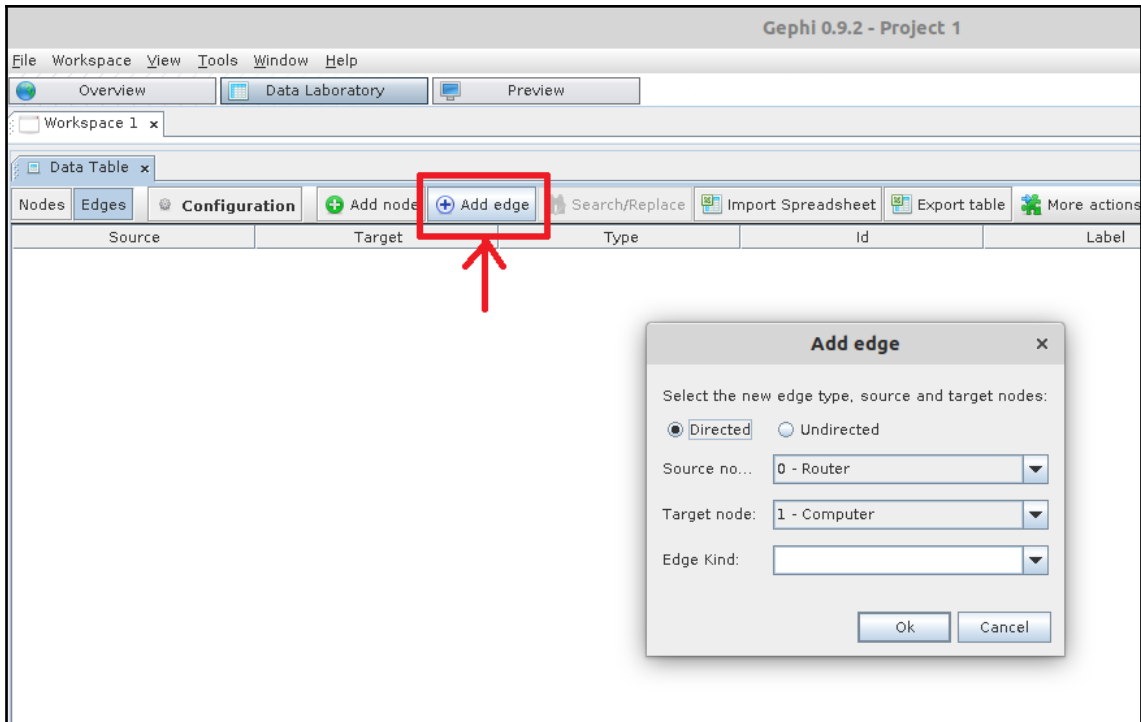 Gephi 0.9.2 - Project 1
File Workspace View Tools Window Help
Overview Data Laboratory Preview
Workspace 1 x
Data Table x
Nodes Edges Configuration Add node Add edge Search/Replace Import Spreadsheet Export table More actions
Source Target Type Id Label
Add edge x
Select the new edge type, source and target nodes:
Directed Undirected
Source no... 0 - Router
Target node: 1 - Computer
Edge Kind:
Ok Cancel